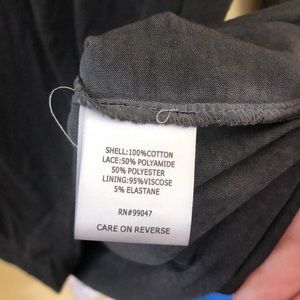 SHELL:100%COTTON
LACE:50% POLYAMIDE
50% POLYESTER
LINING:95%VISCOSE
5% ELASTANE
RN#99047
CARE ON REVERSE